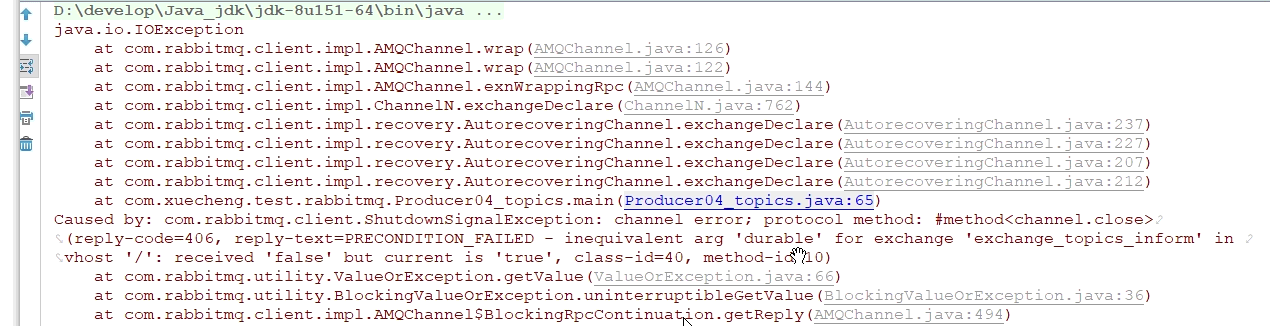 D:\develop\Java_jdk\jdk-8u151-64\bin\java ...
java.io.IOException
at com.rabbitmq.client.impl.AMQChannel.wrap(AMQChannel.java:126)
at com.rabbitmq.client.impl.AMQChannel.wrap(AMQChannel.java:122)
at com.rabbitmq.client.impl.AMQChannel.exnWrappingRpc(AMQChannel.java:144)
at com.rabbitmq.client.impl.ChannelN.exchangeDeclare(ChannelN.java:762)
at com.rabbitmq.client.impl.recovery.AutorecoveringChannel.exchangeDeclare(AutorecoveringChannel.java:237)
at com.rabbitmq.client.impl.recovery.AutorecoveringChannel.exchangeDeclare(AutorecoveringChannel.java:227)
at com.rabbitmq.client.impl.recovery.AutorecoveringChannel.exchangeDeclare(AutorecoveringChannel.java:207)
at com.rabbitmq.client.impl.recovery.AutorecoveringChannel.exchangeDeclare(AutorecoveringChannel.java:212)
at com.xuecheng.test.rabbitmq.Producer04_topics.main(Producer04_topics.java:65)
Caused by: com.rabbitmq.client.ShutdownSignalException: channel error; protocol method: #method<channel.close>
(reply-code=406, reply-text=PRECONDITION_FAILED - inequivalent arg 'durable' for exchange 'exchange_topics_inform' in
vhost '/': received 'false' but current is 'true', class-id=40, method-id=10)
at com.rabbitmq.utility.ValueOrException.getValue(ValueOrException.java:66)
at com.rabbitmq.utility.BlockingValueOrException.uninterruptibleGetValue(BlockingValueOrException.java:36)
at com.rabbitmq.client.impl.AMQChannel$BlockingRpcContinuation.getReply(AMQChannel.java:494)